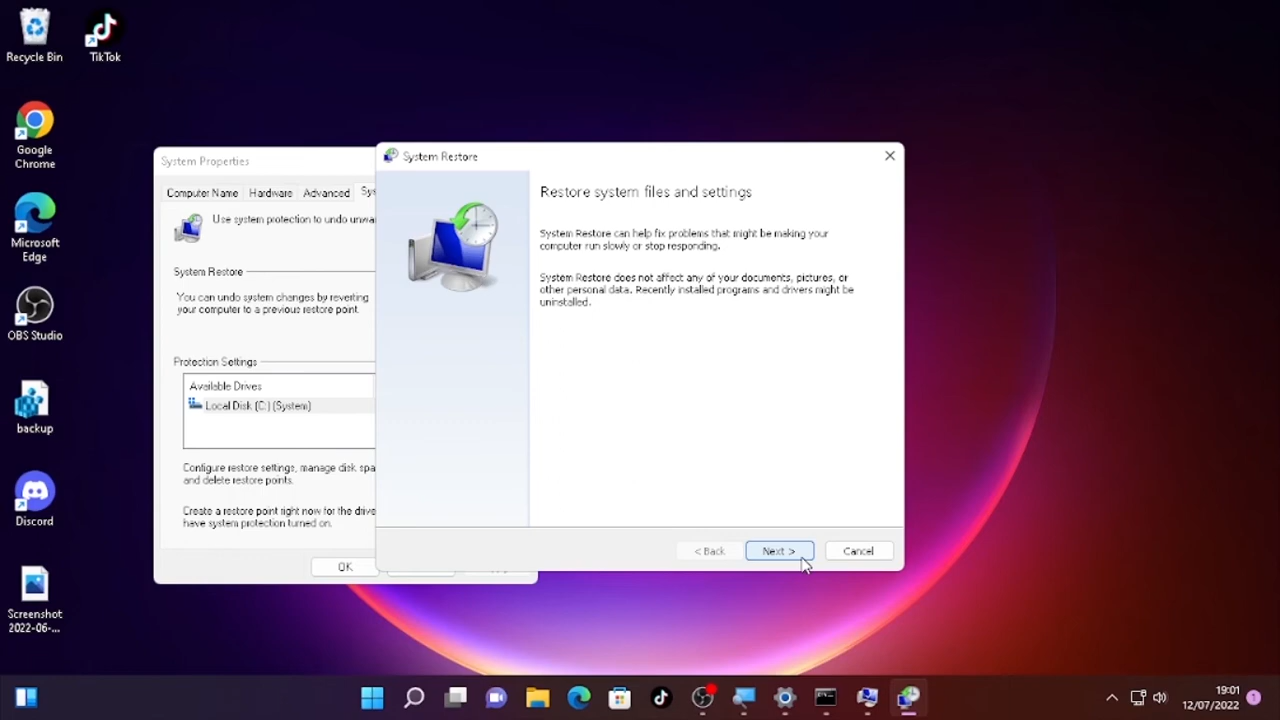 Recycle Bin
TikTok
Google
Chrome
Microsoft
Edge
OBS Studio
backup
Discord
Screenshot
2022-06-...
System Properties
Computer Name
Hardware
Advanced
Use system protection to undo
System Restore
You can undo system changes by reverting
your computer to a previous restore point.
Protection Settings
Available Drives
Local Disk (C:) (System)
Configure restore settings, manage disk
and delete restore points.
Create a restore point right now for the
have system protection turned on.
OK
System Restore
Restore system files and settings
System Restore can help fix problems that might be making your
computer run slowly or stop responding.
System Restore does not affect any of your documents, pictures, or
other personal data. Recently installed programs and drivers might be
uninstalled.
< Back
Next >
Cancel
19:01
12/07/2022
1